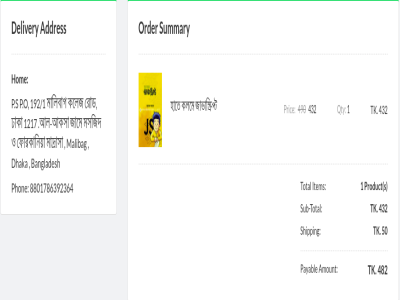 Delivery Address
Home:
P.S P.O, 192/1 মালিবাগ কলেজ রোড,
ঢাকা 1217. আল-আকসা জামে মসজিদ
ও ফোরকানিয়া মাদ্রাসা , Malibag ,
Dhaka , Bangladesh
Phone: 8801786392364
Order Summary
JS
হাতে কলমে জাভাস্ক্রিপ্ট
Price: 490 432
Qty: 1
TK. 432
Total Items: 1 Product(s)
Sub-Total: TK. 432
Shipping: TK. 50
Payable Amount: TK. 482